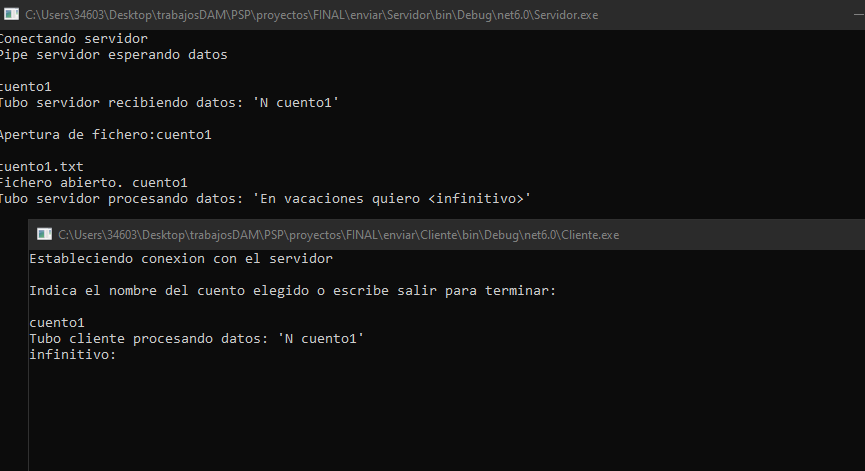 C:\Users\34603\Desktop\trabajosDAM\PSP\proyectos\FINAL\enviar\Servidor\bin\Debug\net6.0\Servidor.exe
Conectando servidor
Pipe servidor esperando datos
cuento1
Tubo servidor recibiendo datos: 'N cuento1'
Apertura de fichero:cuento1
cuento1.txt
Fichero abierto. cuento1
Tubo servidor procesando datos: 'En vacaciones quiero <infinitivo>'
C:\Users\34603\Desktop\trabajosDAM\PSP\proyectos\FINAL\enviar\Cliente\bin\Debug\net6.0\Cliente.exe
Estableciendo conexion con el servidor
Indica el nombre del cuento elegido o escribe salir para terminar:
cuento1
Tubo cliente procesando datos: 'N cuento1'
infinitivo: